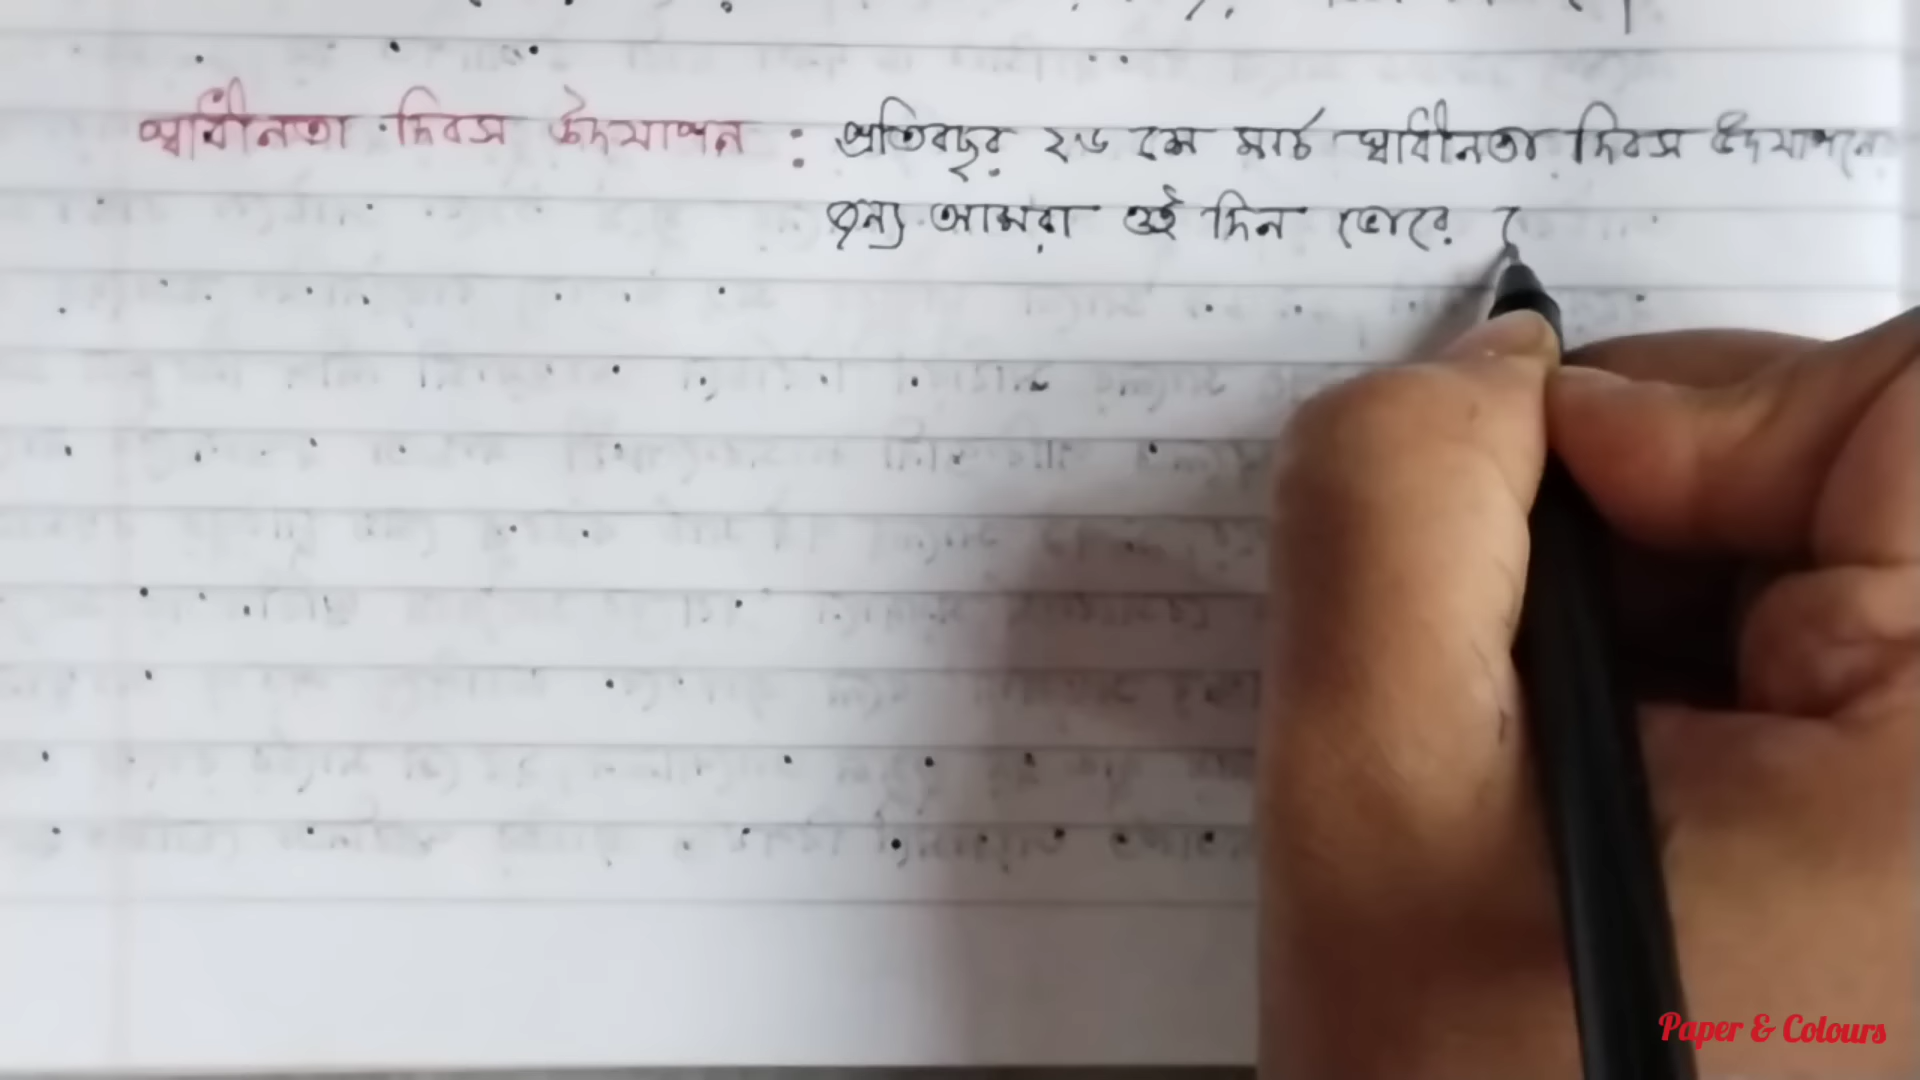 স্বাধীনতা দিবস উদযাপন : প্রতিবছর ২৬ শে মার্চ স্বাধীনতা দিবস উদযাপনের
জন্য আমরা ওই দিন ভোরে
Paper & Colours